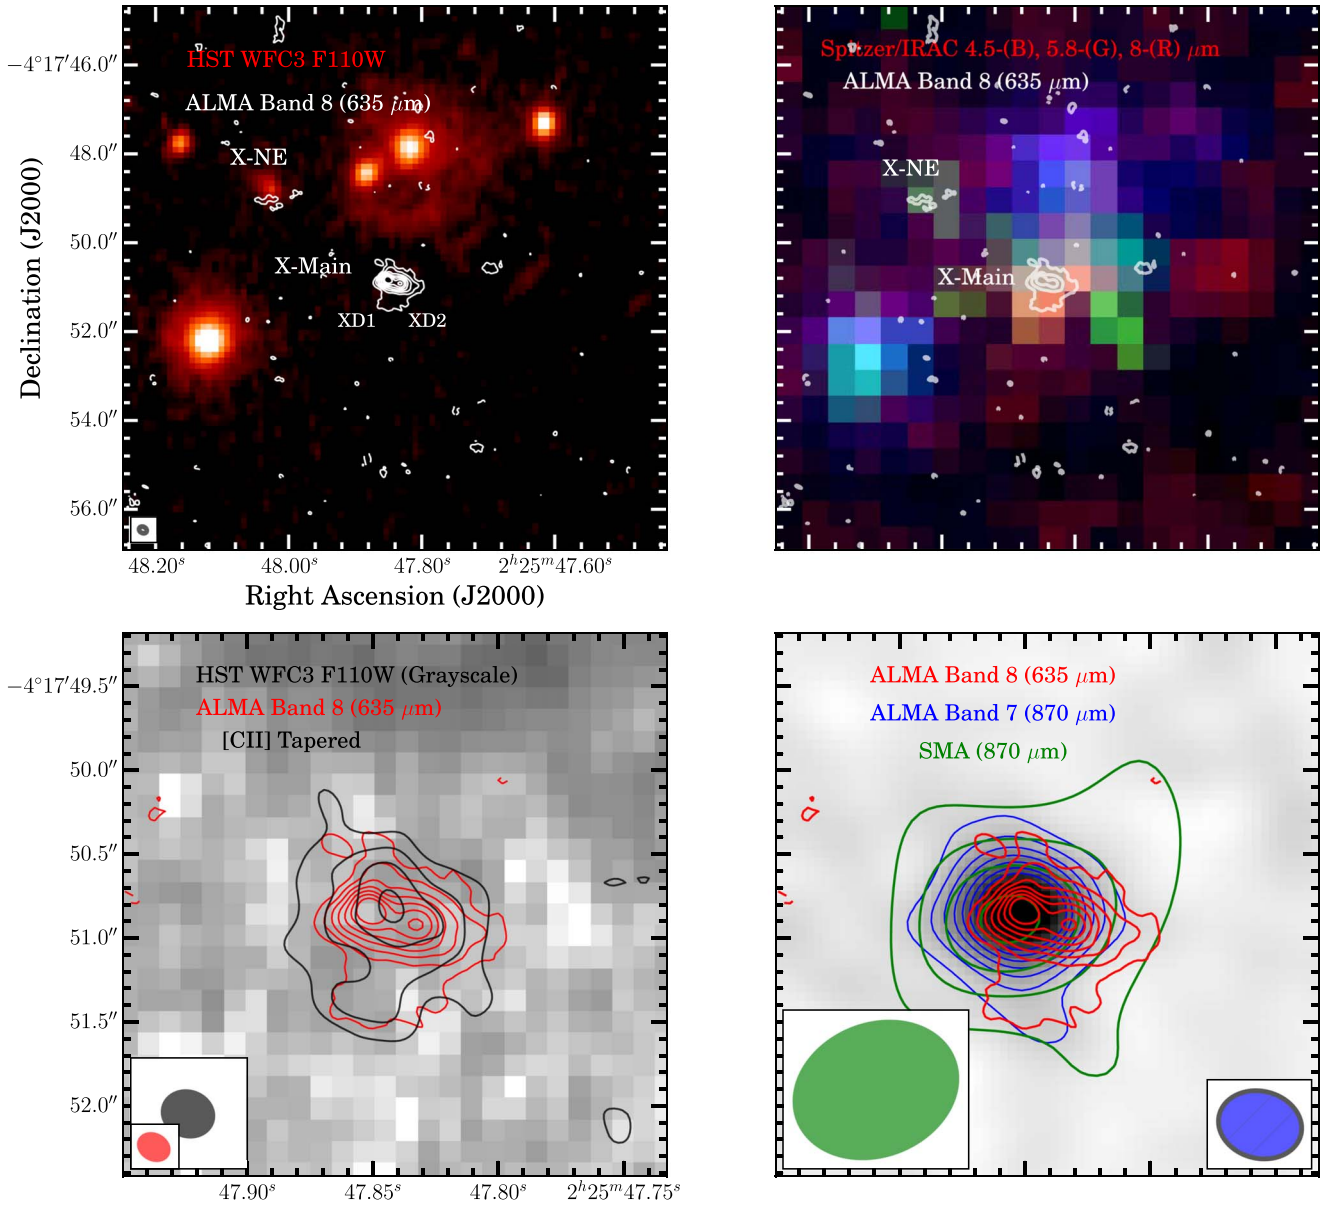 HST WFC3 F110W
ALMA Band 8 (635 μm)
X-NE
X-Main
XD1 XD2
−4°17′46.0″
48.0″
50.0″
52.0″
54.0″
56.0″
Declination (J2000)
48.20ˢ 48.00ˢ 47.80ˢ 2ʰ25ᵐ47.60ˢ
Right Ascension (J2000)
Spitzer/IRAC 4.5-(B), 5.8-(G), 8-(R) μm
ALMA Band 8 (635 μm)
X-NE
X-Main
HST WFC3 F110W (Grayscale)
ALMA Band 8 (635 μm)
[CII] Tapered
−4°17′49.5″
50.0″
50.5″
51.0″
51.5″
52.0″
47.90ˢ 47.85ˢ 47.80ˢ 2ʰ25ᵐ47.75ˢ
ALMA Band 8 (635 μm)
ALMA Band 7 (870 μm)
SMA (870 μm)